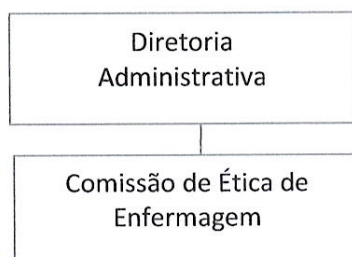 Diretoria
Administrativa
Comissão de Ética de
Enfermagem